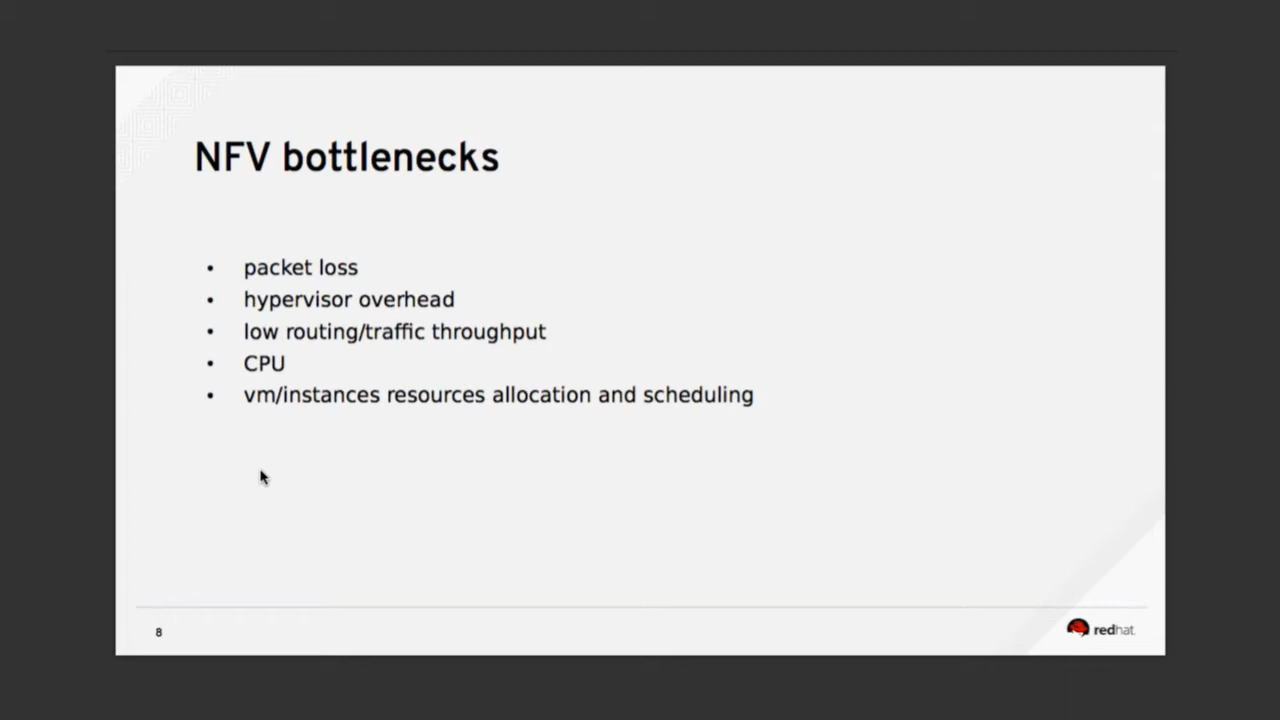 NFV bottlenecks
• packet loss
• hypervisor overhead
• low routing/traffic throughput
• CPU
• vm/instances resources allocation and scheduling
8
redhat.